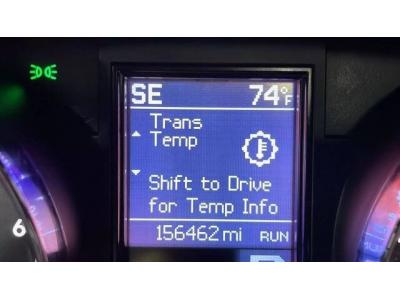 SE 74°F
Trans
Temp
Shift to Drive
for Temp Info
156462 mi RUN
6